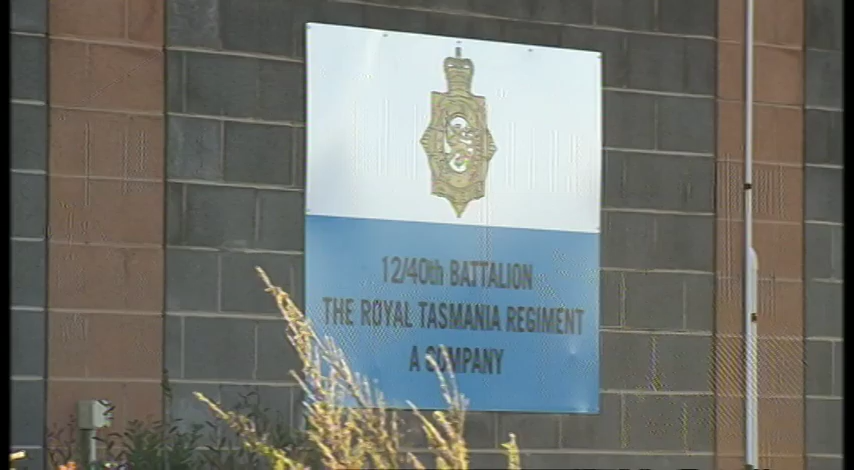 12/40th BATTALION
THE ROYAL TASMANIA REGIMENT
A COMPANY